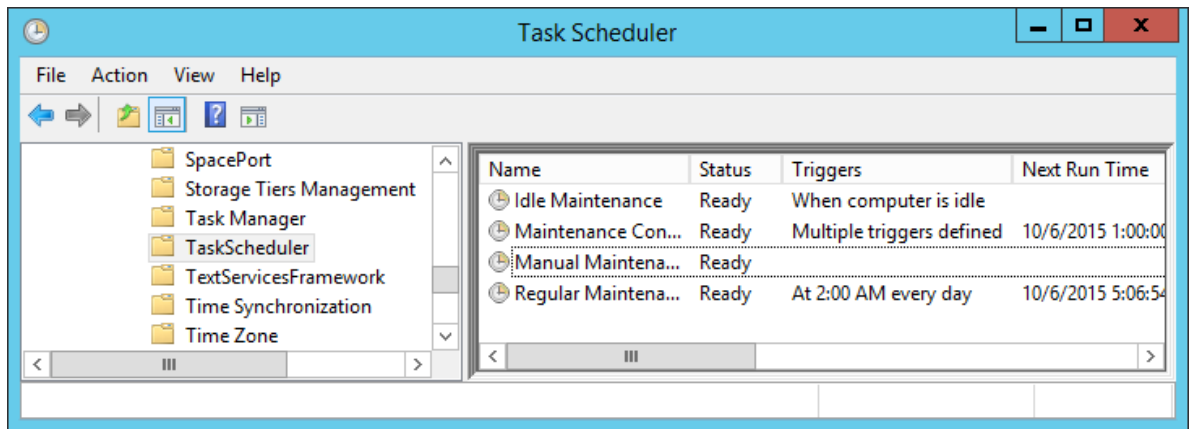 Task Scheduler
File Action View Help
SpacePort
Storage Tiers Management
Task Manager
TaskScheduler
TextServicesFramework
Time Synchronization
Time Zone
Name Status Triggers Next Run Time
Idle Maintenance Ready When computer is idle
Maintenance Con... Ready Multiple triggers defined 10/6/2015 1:00:00
Manual Maintena... Ready
Regular Maintena... Ready At 2:00 AM every day 10/6/2015 5:06:54